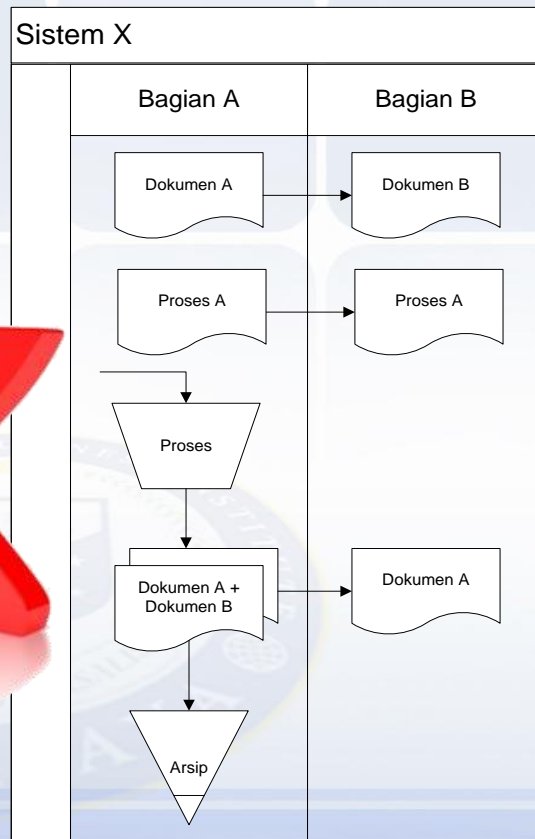 Sistem X
Bagian A
Bagian B
Dokumen A
Dokumen B
Proses A
Proses A
Proses
Dokumen A +
Dokumen B
Dokumen A
Arsip